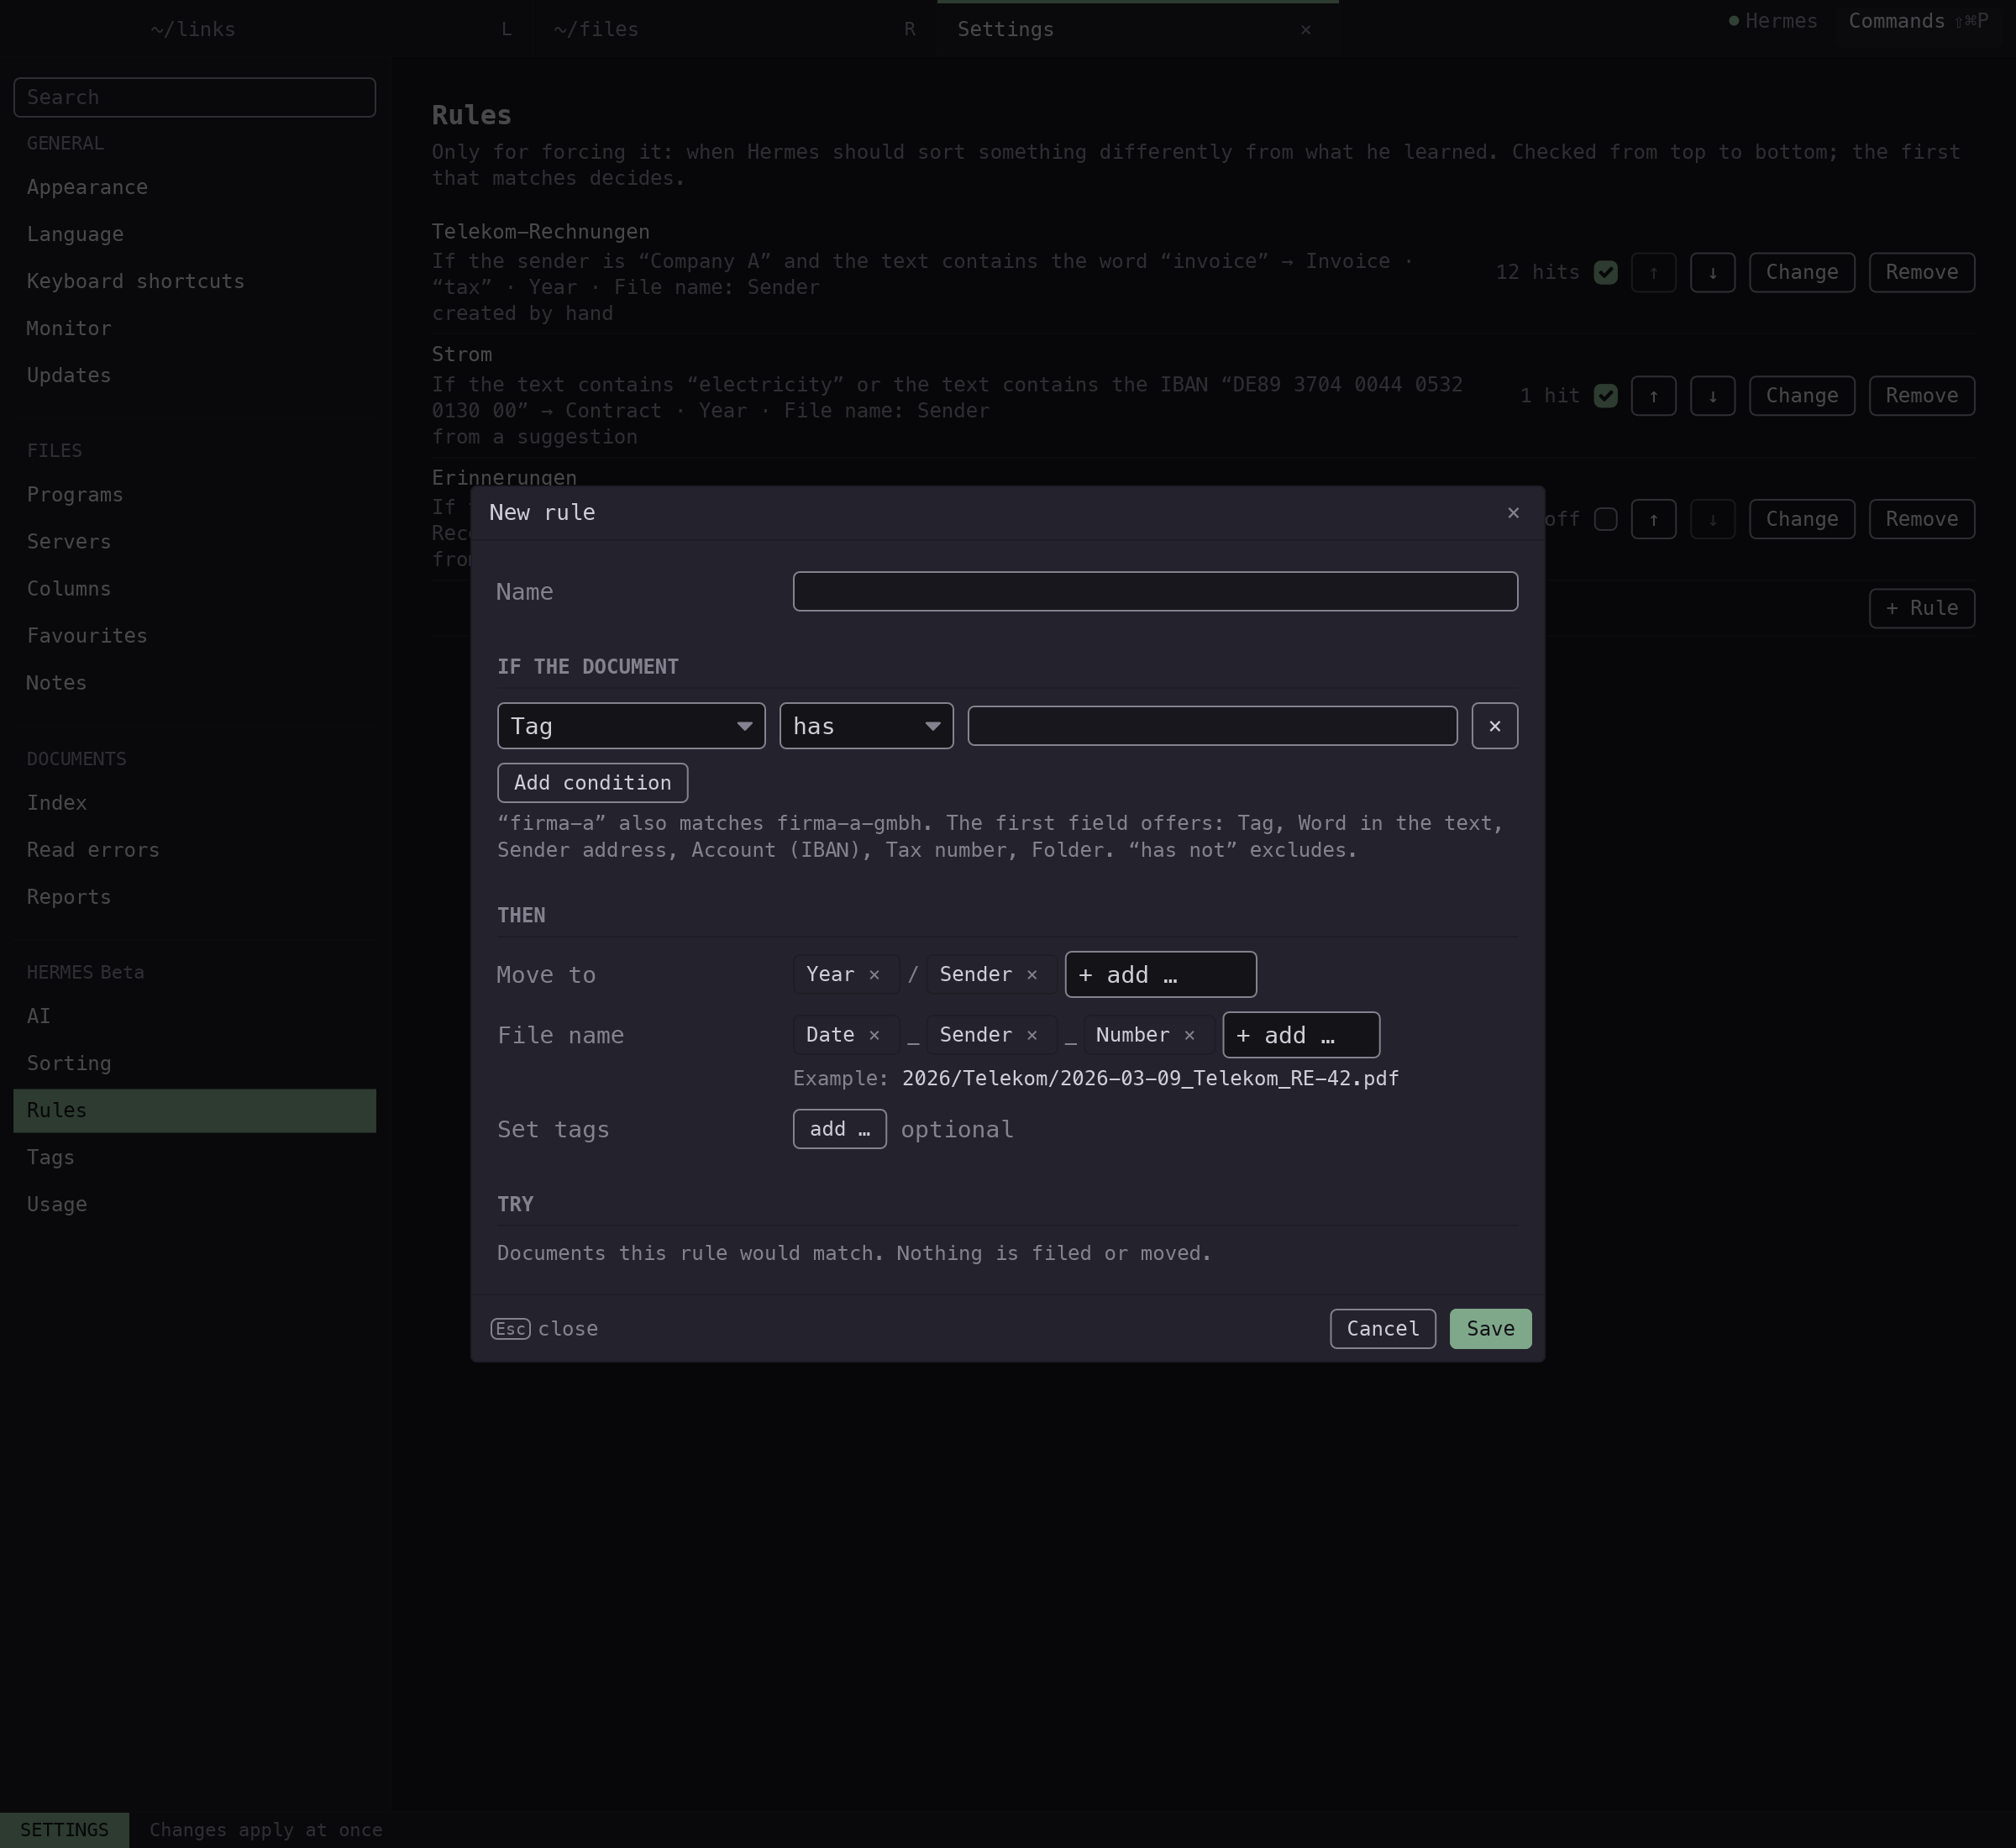 ~/links L ~/files R Settings × Hermes Commands ⇧⌘P
Search
GENERAL
Appearance
Language
Keyboard shortcuts
Monitor
Updates
FILES
Programs
Servers
Columns
Favourites
Notes
DOCUMENTS
Index
Read errors
Reports
HERMES Beta
AI
Sorting
Rules
Tags
Usage
Rules
Only for forcing it: when Hermes should sort something differently from what he learned. Checked from top to bottom; the first
that matches decides.
Telekom-Rechnungen
If the sender is “Company A” and the text contains the word “invoice” → Invoice ·
“tax” · Year · File name: Sender
created by hand
12 hits ↑ ↓ Change Remove
Strom
If the text contains “electricity” or the text contains the IBAN “DE89 3704 0044 0532
0130 00” → Contract · Year · File name: Sender
from a suggestion
1 hit ↑ ↓ Change Remove
Erinnerungen
If
off ↑ ↓ Change Remove
+ Rule
New rule ×
Name
IF THE DOCUMENT
Tag has ×
Add condition
“firma-a” also matches firma-a-gmbh. The first field offers: Tag, Word in the text,
Sender address, Account (IBAN), Tax number, Folder. “has not” excludes.
THEN
Move to Year × / Sender × + add …
File name Date × _ Sender × _ Number × + add …
Example: 2026/Telekom/2026-03-09_Telekom_RE-42.pdf
Set tags add … optional
TRY
Documents this rule would match. Nothing is filed or moved.
Esc close Cancel Save
SETTINGS Changes apply at once